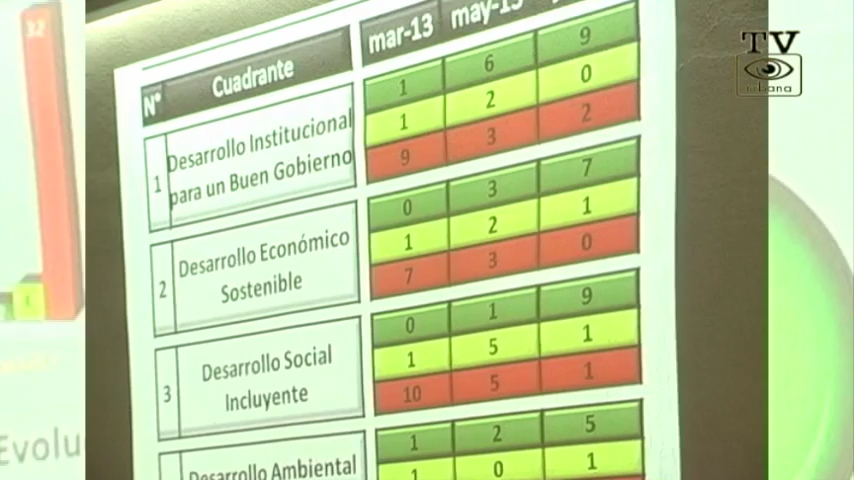 32
TV
urbana
N° Cuadrante mar-13 may-13
1 Desarrollo Institucional para un Buen Gobierno
1 6 9
1 2 0
9 3 2
2 Desarrollo Económico Sostenible
0 3 7
1 2 1
7 3 0
3 Desarrollo Social Incluyente
0 1 9
1 5 1
10 5 1
Desarrollo Ambiental
1 2 5
1 0 1
Evolu